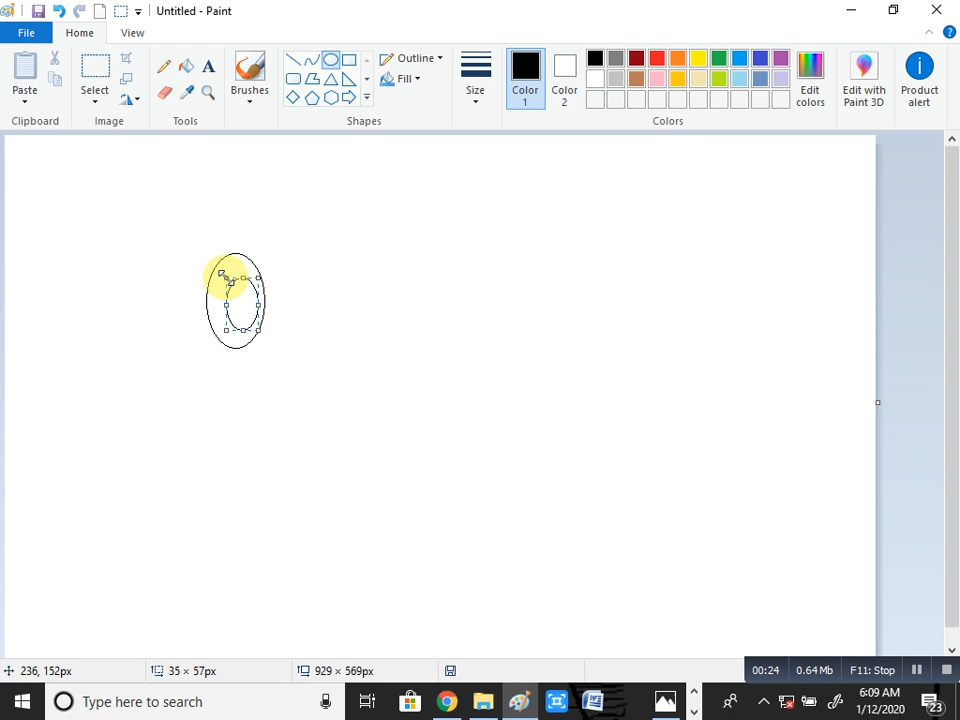 Untitled - Paint
File
Home
View
Paste
Select
Brushes
Outline
Fill
Size
Color
1
Color
2
Edit
colors
Edit with
Paint 3D
Product
alert
Clipboard
Image
Tools
Shapes
Colors
236, 152px
35 × 57px
929 × 569px
00:24
0.64 Mb
F11: Stop
Type here to search
6:09 AM
1/12/2020
23